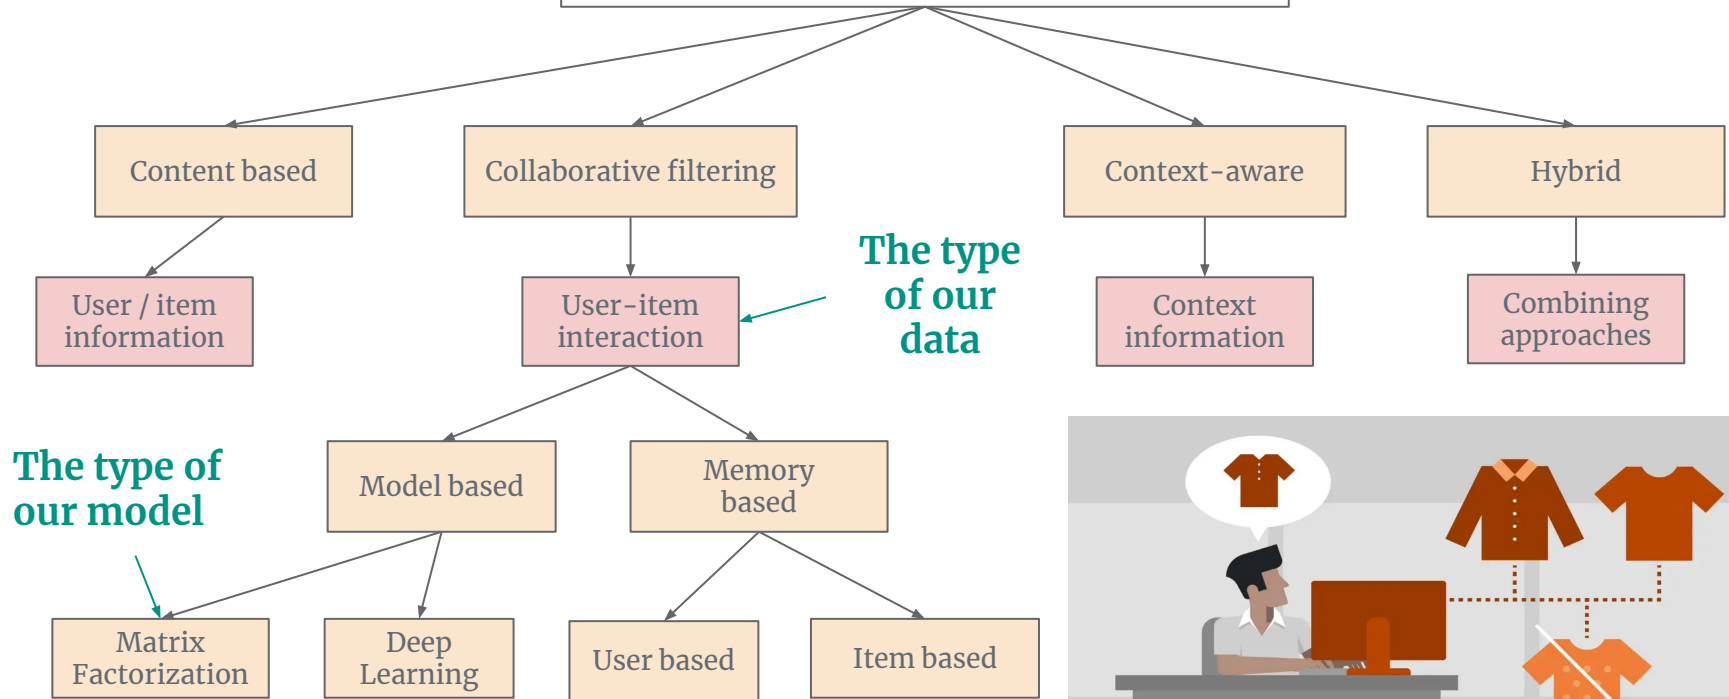 Content based
Collaborative filtering
Context-aware
Hybrid
The type
of our
data
User / item
information
User-item
interaction
Context
information
Combining
approaches
The type of
our model
Model based
Memory
based
Matrix
Factorization
Deep
Learning
User based
Item based